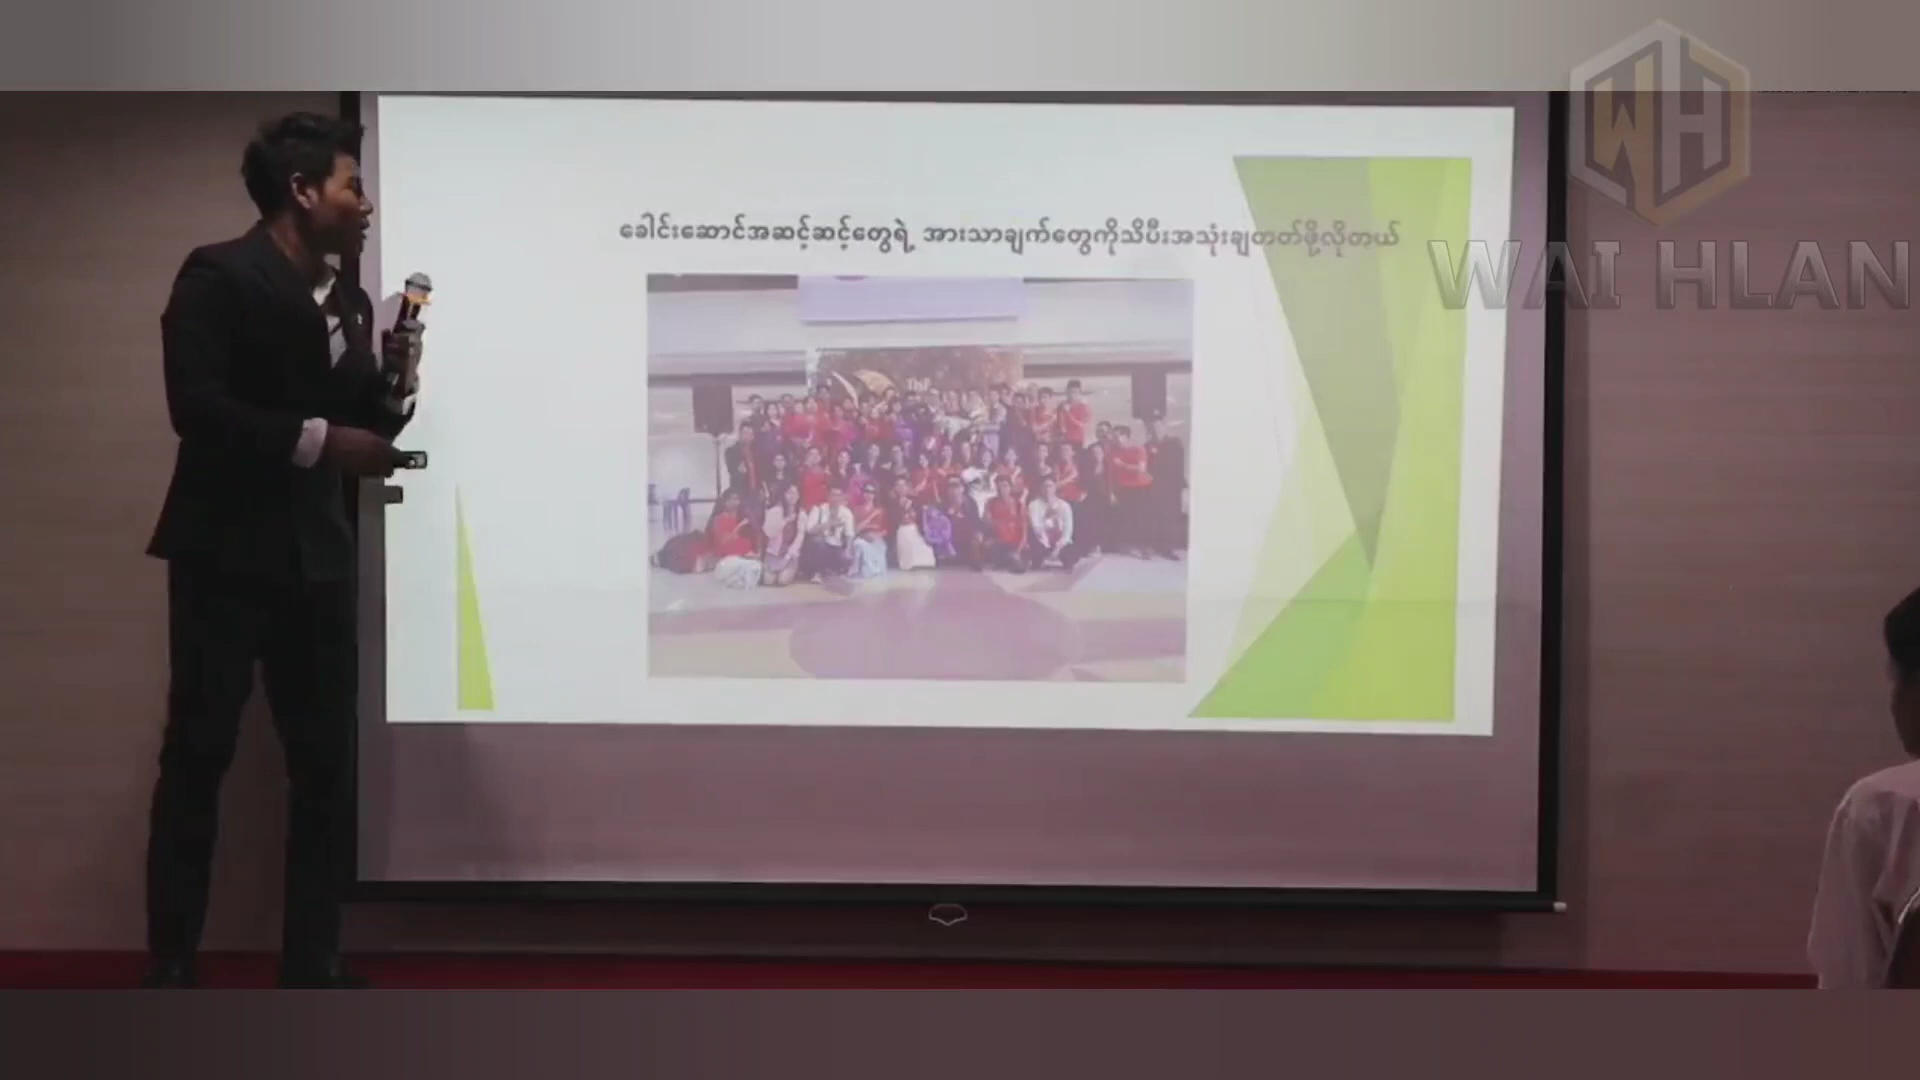 ခေါင်းဆောင်အဆင့်ဆင့်တွေရဲ့ အားသာချက်တွေကိုသိပီးအသုံးချတတ်ဖို့လိုတယ်
WH
WAI HLAN